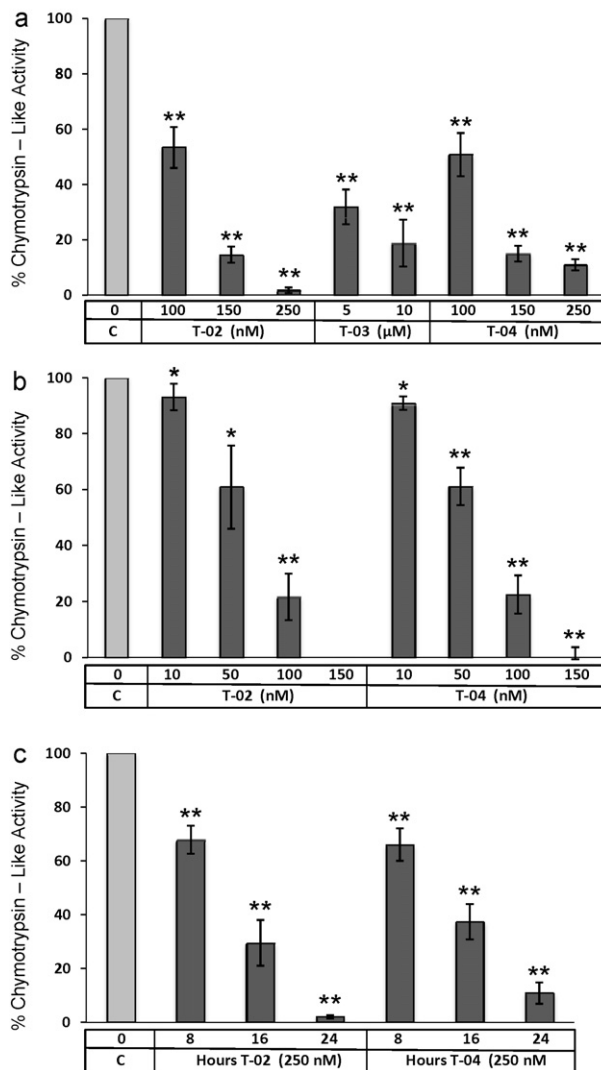 a
% Chymotrypsin – Like Activity
100
80
60
40
20
0
** ** ** ** ** ** ** **
0 100 150 250 5 10 100 150 250
C T-02 (nM) T-03 (µM) T-04 (nM)
b
% Chymotrypsin – Like Activity
100
80
60
40
20
0
* * ** * ** ** **
0 10 50 100 150 10 50 100 150
C T-02 (nM) T-04 (nM)
c
% Chymotrypsin – Like Activity
100
80
60
40
20
0
** ** ** ** ** **
0 8 16 24 8 16 24
C Hours T-02 (250 nM) Hours T-04 (250 nM